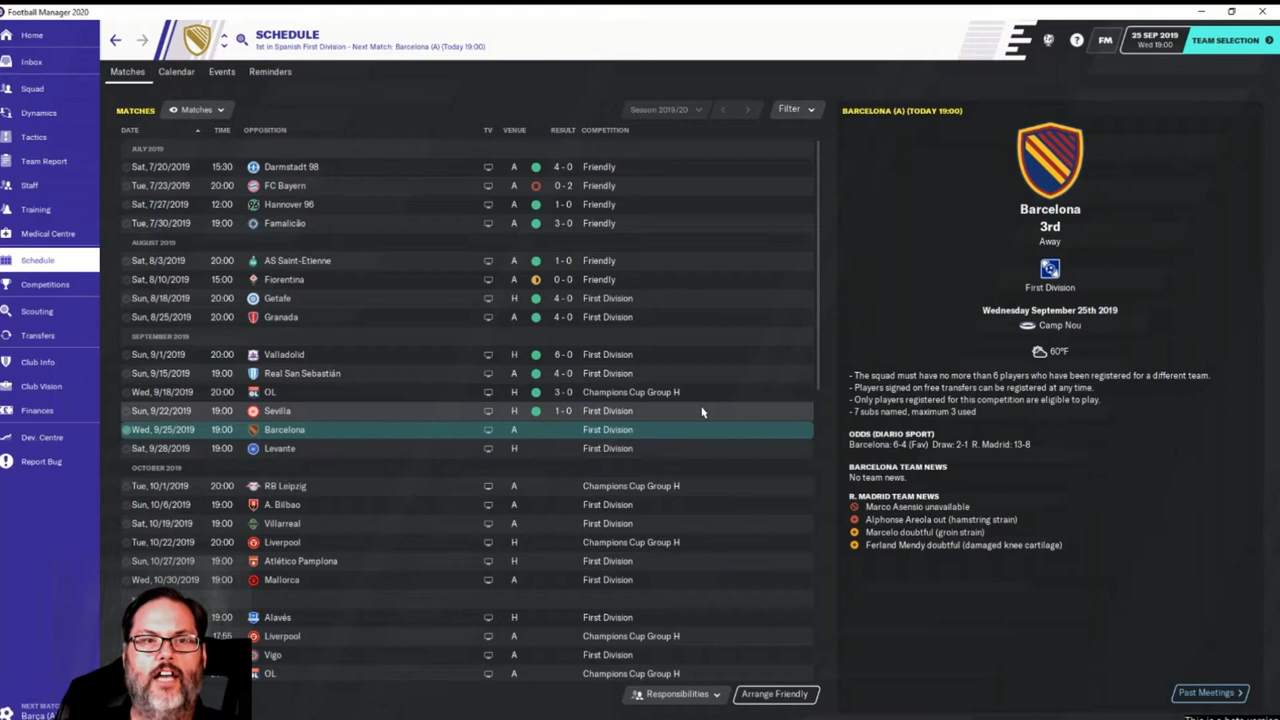 Football Manager 2020
Home
Inbox
Squad
Dynamics
Tactics
Team Report
Staff
Training
Medical Centre
Schedule
Competitions
Scouting
Transfers
Club Info
Club Vision
Finances
Dev. Centre
Report Bug
NEXT MATC
Barça (A)
SCHEDULE
1st in Spanish First Division - Next Match: Barcelona (A) (Today 19:00)
FM
25 SEP 2019
Wed 19:00
TEAM SELECTION
Matches Calendar Events Reminders
MATCHES Matches Season 2019/20 Filter
DATE TIME OPPOSITION TV VENUE RESULT COMPETITION
JULY 2019
Sat, 7/20/2019 15:30 Darmstadt 98 A 4 - 0 Friendly
Tue, 7/23/2019 20:00 FC Bayern A 0 - 2 Friendly
Sat, 7/27/2019 12:00 Hannover 96 A 1 - 0 Friendly
Tue, 7/30/2019 19:00 Famalicão A 3 - 0 Friendly
AUGUST 2019
Sat, 8/3/2019 20:00 AS Saint-Etienne A 1 - 0 Friendly
Sat, 8/10/2019 15:00 Fiorentina A 0 - 0 Friendly
Sun, 8/18/2019 20:00 Getafe H 4 - 0 First Division
Sun, 8/25/2019 20:00 Granada A 4 - 0 First Division
SEPTEMBER 2019
Sun, 9/1/2019 20:00 Valladolid H 6 - 0 First Division
Sun, 9/15/2019 19:00 Real San Sebastián A 4 - 0 First Division
Wed, 9/18/2019 20:00 OL H 3 - 0 Champions Cup Group H
Sun, 9/22/2019 19:00 Sevilla H 1 - 0 First Division
Wed, 9/25/2019 19:00 Barcelona A First Division
Sat, 9/28/2019 19:00 Levante H First Division
OCTOBER 2019
Tue, 10/1/2019 20:00 RB Leipzig A Champions Cup Group H
Sun, 10/6/2019 19:00 A. Bilbao A First Division
Sat, 10/19/2019 19:00 Villarreal A First Division
Tue, 10/22/2019 20:00 Liverpool H Champions Cup Group H
Sun, 10/27/2019 19:00 Atlético Pamplona H First Division
Wed, 10/30/2019 19:00 Mallorca A First Division
19:00 Alavés H First Division
17:55 Liverpool A Champions Cup Group H
19:00 Vigo A First Division
OL A Champions Cup Group H
Responsibilities Arrange Friendly
BARCELONA (A) (TODAY 19:00)
Barcelona
3rd
Away
First Division
Wednesday September 25th 2019
Camp Nou
60°F
- The squad must have no more than 6 players who have been registered for a different team.
- Players signed on free transfers can be registered at any time.
- Only players registered for this competition are eligible to play.
- 7 subs named, maximum 3 used
ODDS (DIARIO SPORT)
Barcelona: 6-4 (Fav) Draw: 2-1 R. Madrid: 13-8
BARCELONA TEAM NEWS
No team news.
R. MADRID TEAM NEWS
Marco Asensio unavailable
Alphonse Areola out (hamstring strain)
Marcelo doubtful (groin strain)
Ferland Mendy doubtful (damaged knee cartilage)
Past Meetings